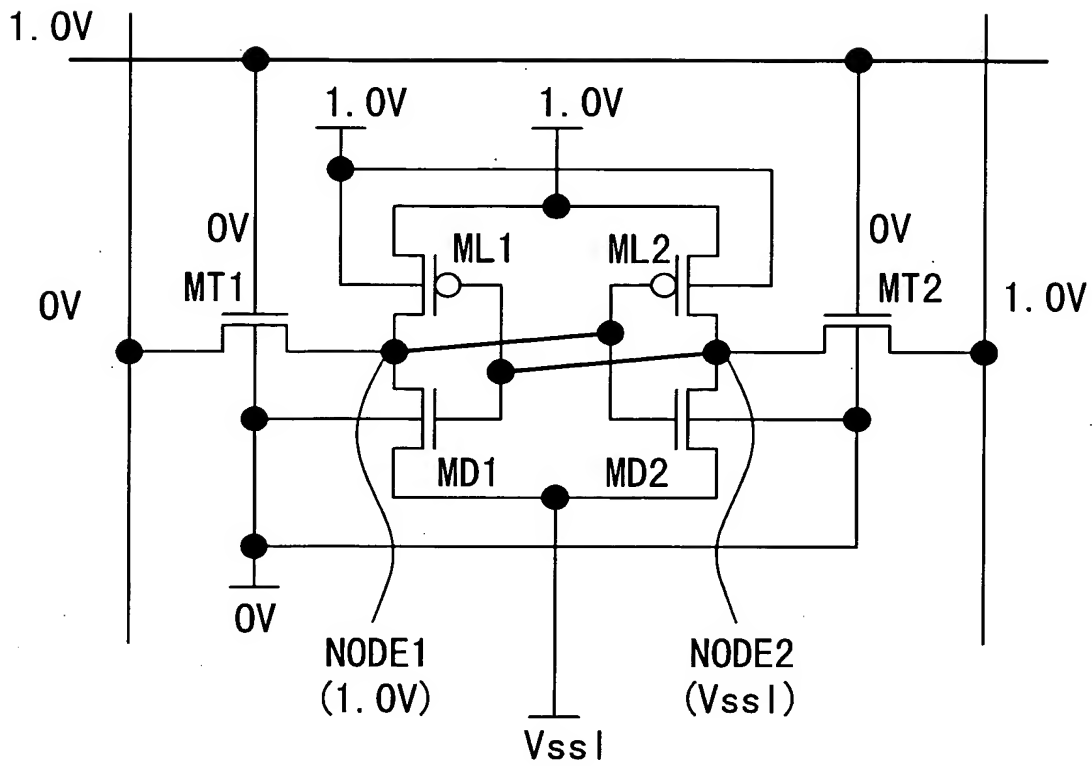 1.0V
1.0V
1.0V
0V
ML1
ML2
0V
MT1
MT2
0V
1.0V
MD1
MD2
0V
NODE1
(1.0V)
NODE2
(Vssl)
Vssl